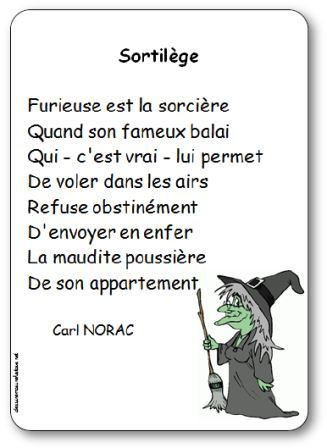 Sortilège
Furieuse est la sorcière
Quand son fameux balai
Qui - c'est vrai - lui permet
De voler dans les airs
Refuse obstinément
D'envoyer en enfer
La maudite poussière
De son appartement
Carl NORAC